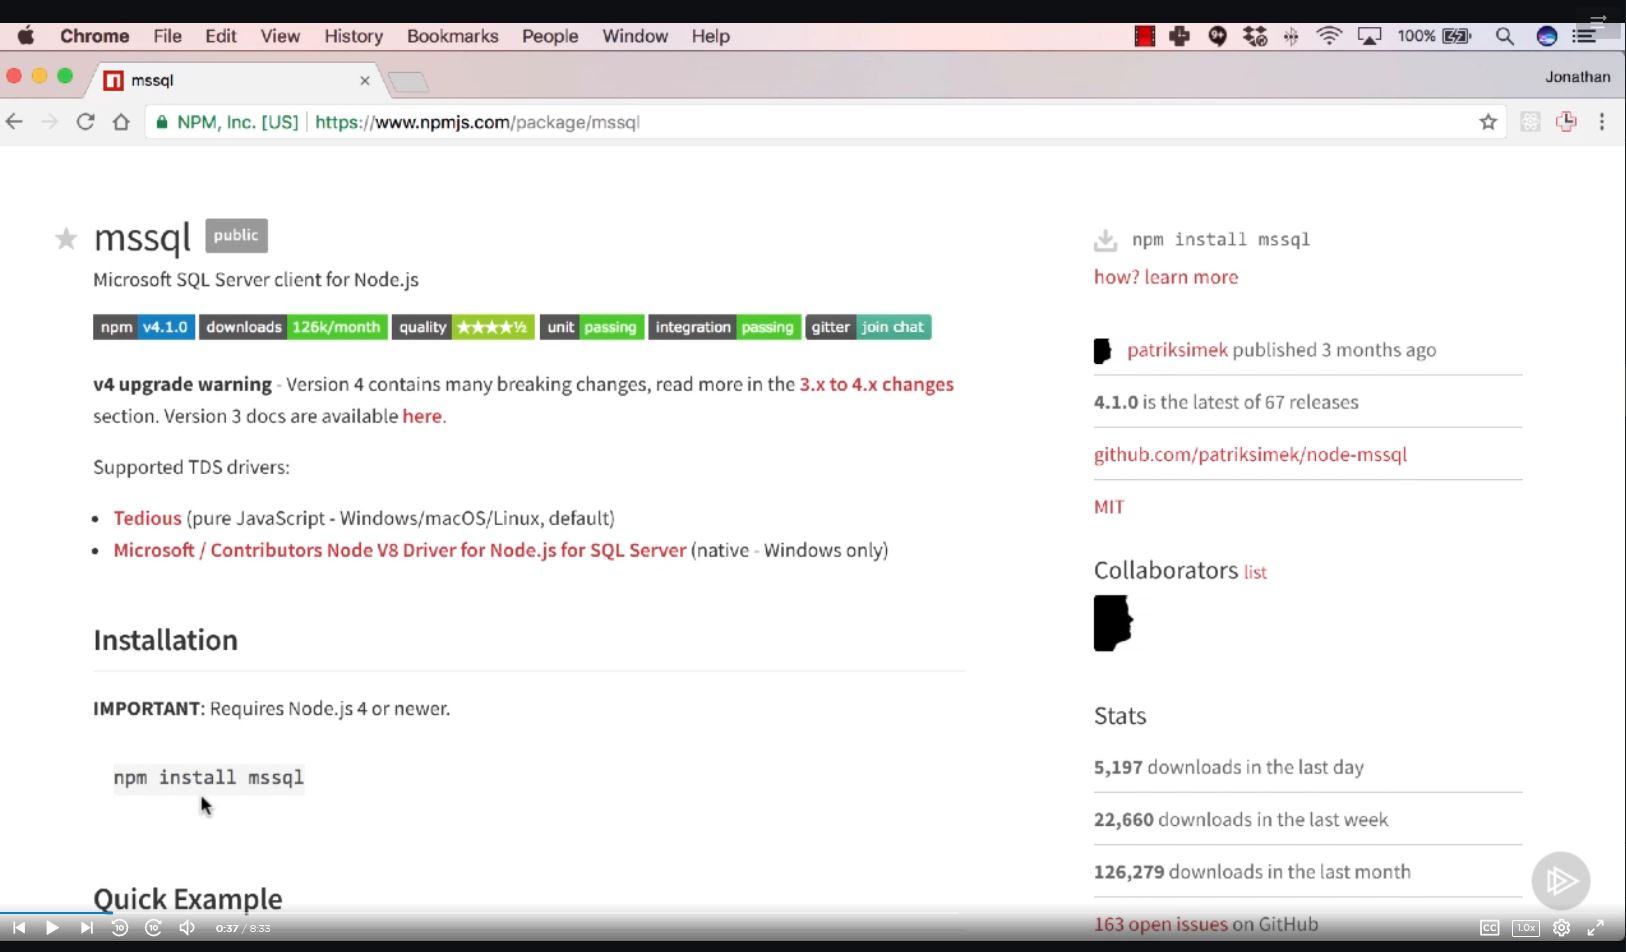 Chrome File Edit View History Bookmarks People Window Help 100%
mssql Jonathan
NPM, Inc. [US] https://www.npmjs.com/package/mssql
mssql public
Microsoft SQL Server client for Node.js
npm v4.1.0 downloads 126k/month quality ★★★★½ unit passing integration passing gitter join chat
v4 upgrade warning - Version 4 contains many breaking changes, read more in the 3.x to 4.x changes
section. Version 3 docs are available here.
Supported TDS drivers:
• Tedious (pure JavaScript - Windows/macOS/Linux, default)
• Microsoft / Contributors Node V8 Driver for Node.js for SQL Server (native - Windows only)
Installation
IMPORTANT: Requires Node.js 4 or newer.
npm install mssql
Quick Example
npm install mssql
how? learn more
patriksimek published 3 months ago
4.1.0 is the latest of 67 releases
github.com/patriksimek/node-mssql
MIT
Collaborators list
Stats
5,197 downloads in the last day
22,660 downloads in the last week
126,279 downloads in the last month
163 open issues on GitHub
10 10 0:37 / 8:33 CC 1.0x